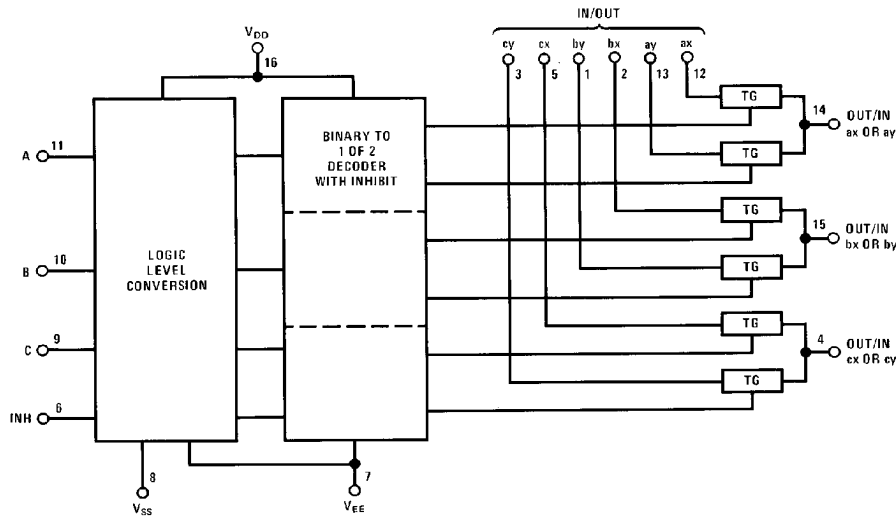 IN/OUT
cy cx by bx ay ax
3 5 1 2 13 12
VDD
16
TG
14 OUT/IN
ax OR ay
BINARY TO
1 OF 2
DECODER
WITH INHIBIT
A 11
TG
TG
15 OUT/IN
bx OR by
LOGIC
LEVEL
CONVERSION
B 10
TG
C 9
TG
4 OUT/IN
cx OR cy
TG
INH 6
8
VSS
7
VEE